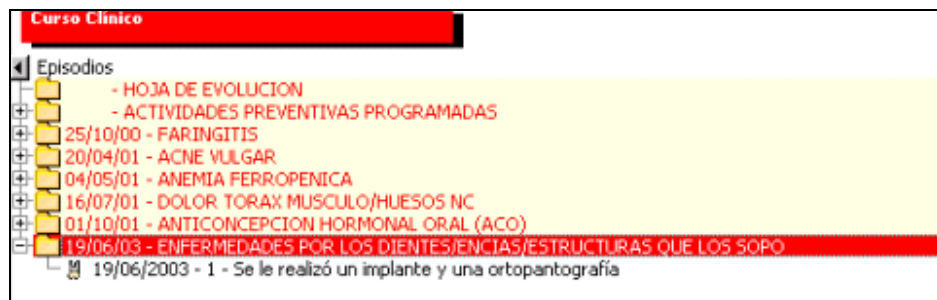 Curso Clínico
Episodios
- HOJA DE EVOLUCION
- ACTIVIDADES PREVENTIVAS PROGRAMADAS
25/10/00 - FARINGITIS
20/04/01 - ACNE VULGAR
04/05/01 - ANEMIA FERROPENICA
16/07/01 - DOLOR TORAX MUSCULO/HUESOS NC
01/10/01 - ANTICONCEPCION HORMONAL ORAL (ACO)
19/06/03 - ENFERMEDADES POR LOS DIENTES/ENCIAS/ESTRUCTURAS QUE LOS SOPO
19/06/2003 - 1 - Se le realizó un implante y una ortopantografía